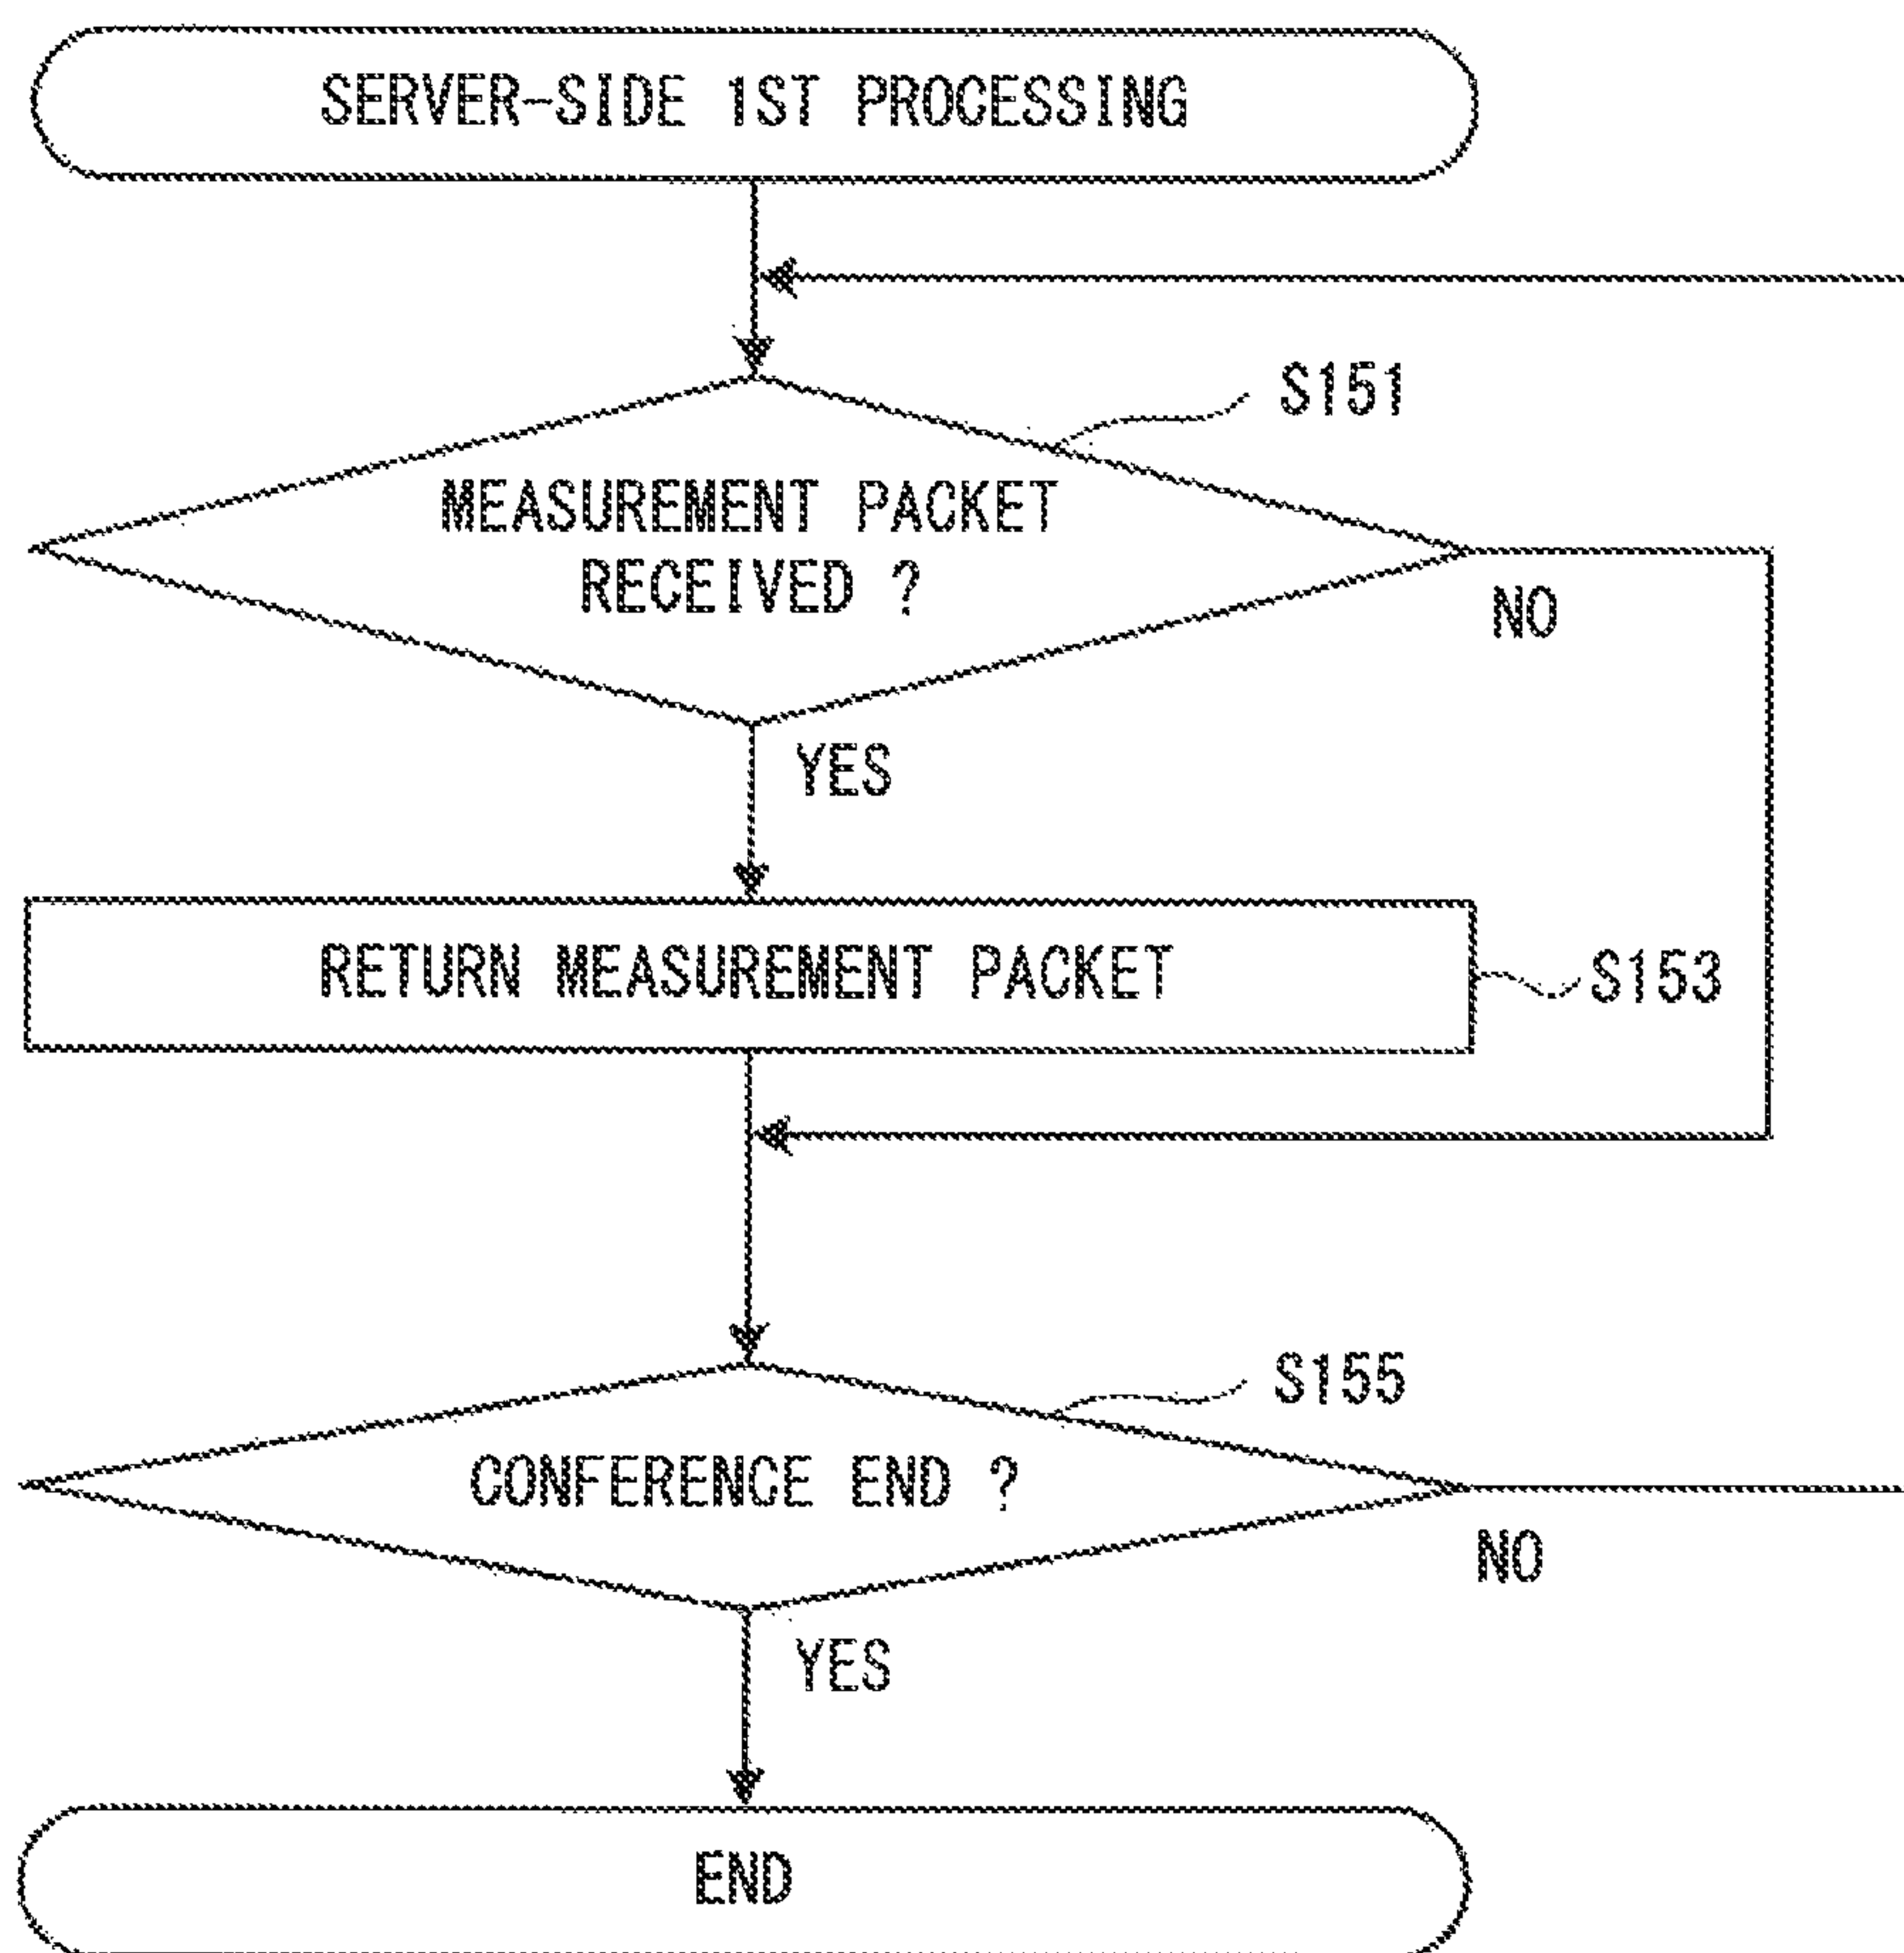 SERVER-SIDE 1ST PROCESSING
S151
MEASUREMENT PACKET
RECEIVED ?
NO
YES
RETURN MEASUREMENT PACKET
S153
S155
CONFERENCE END ?
NO
YES
END